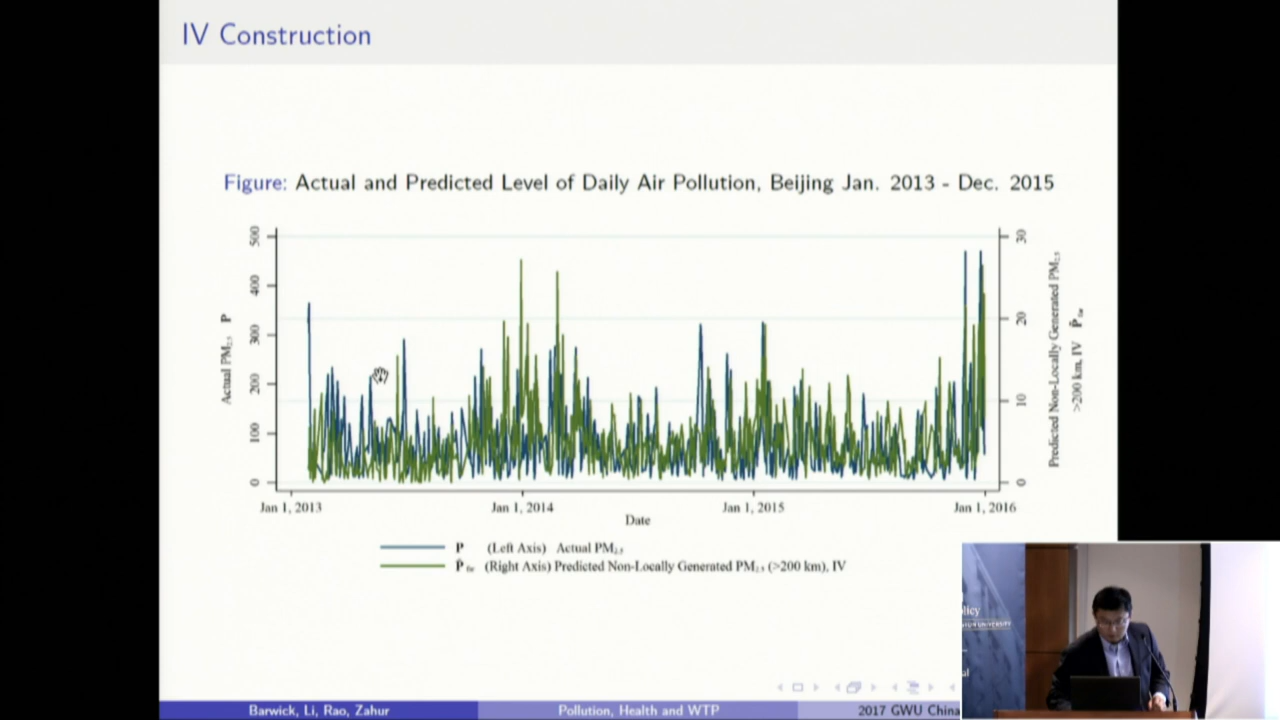 IV Construction
Figure: Actual and Predicted Level of Daily Air Pollution, Beijing Jan. 2013 - Dec. 2015
500
400
300
200
100
0
Actual PM2.5 P
30
20
10
0
Predicted Non-Locally Generated PM2.5
>200 km, IV
Jan 1, 2013
Jan 1, 2014
Jan 1, 2015
Jan 1, 2016
Date
P (Left Axis) Actual PM2.5
(Right Axis) Predicted Non-Locally Generated PM2.5 (>200 km), IV
Barwick, Li, Rao, Zahur
Pollution, Health and WTP
2017 GWU China
licy
UNIVERSITY
al